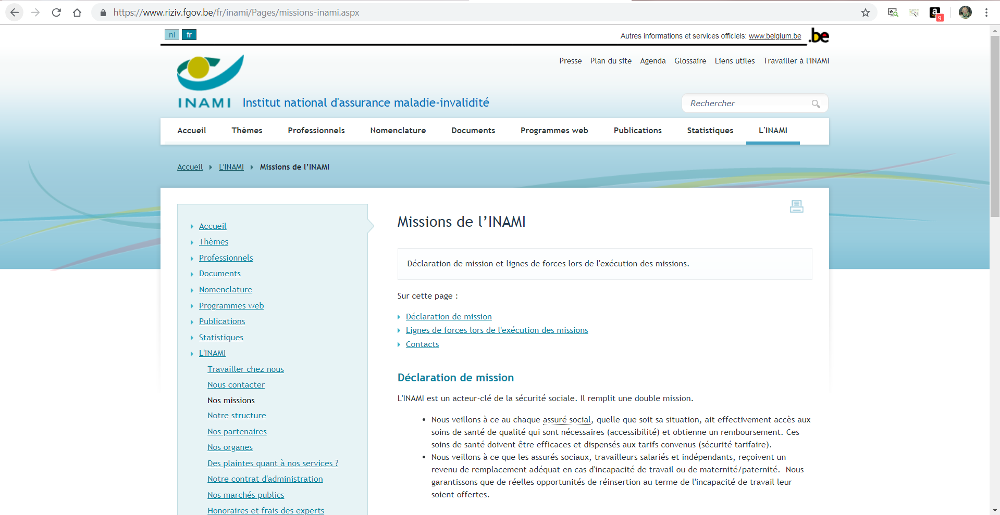 https://www.riziv.fgov.be/fr/inami/Pages/missions-inami.aspx
9
nl fr
Autres informations et services officiels: www.belgium.be .be
Presse Plan du site Agenda Glossaire Liens utiles Travailler à l'INAMI
INAMI Institut national d'assurance maladie-invalidité
Rechercher
Accueil Thèmes Professionnels Nomenclature Documents Programmes web Publications Statistiques L'INAMI
Accueil L'INAMI Missions de l’INAMI
Accueil
Thèmes
Professionnels
Documents
Nomenclature
Programmes web
Publications
Statistiques
L'INAMI
Travailler chez nous
Nous contacter
Nos missions
Notre structure
Nos partenaires
Nos organes
Des plaintes quant à nos services ?
Notre contrat d'administration
Nos marchés publics
Honoraires et frais des experts
Missions de l’INAMI
Déclaration de mission et lignes de forces lors de l'exécution des missions.
Sur cette page :
Déclaration de mission
Lignes de forces lors de l'exécution des missions
Contacts
Déclaration de mission
L'INAMI est un acteur-clé de la sécurité sociale. Il remplit une double mission.
• Nous veillons à ce au chaque assuré social, quelle que soit sa situation, ait effectivement accès aux
soins de santé de qualité qui sont nécessaires (accessibilité) et obtienne un remboursement. Ces
soins de santé doivent être efficaces et dispensés aux tarifs convenus (sécurité tarifaire).
• Nous veillons à ce que les assurés sociaux, travailleurs salariés et indépendants, reçoivent un
revenu de remplacement adéquat en cas d'incapacité de travail ou de maternité/paternité. Nous
garantissons que de réelles opportunités de réinsertion au terme de l'incapacité de travail leur
soient offertes.